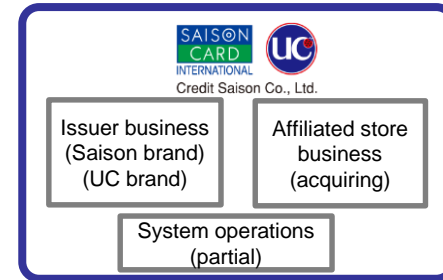 SAISON
CARD
INTERNATIONAL
UC
Credit Saison Co., Ltd.
Issuer business
(Saison brand)
(UC brand)
Affiliated store
business
(acquiring)
System operations
(partial)